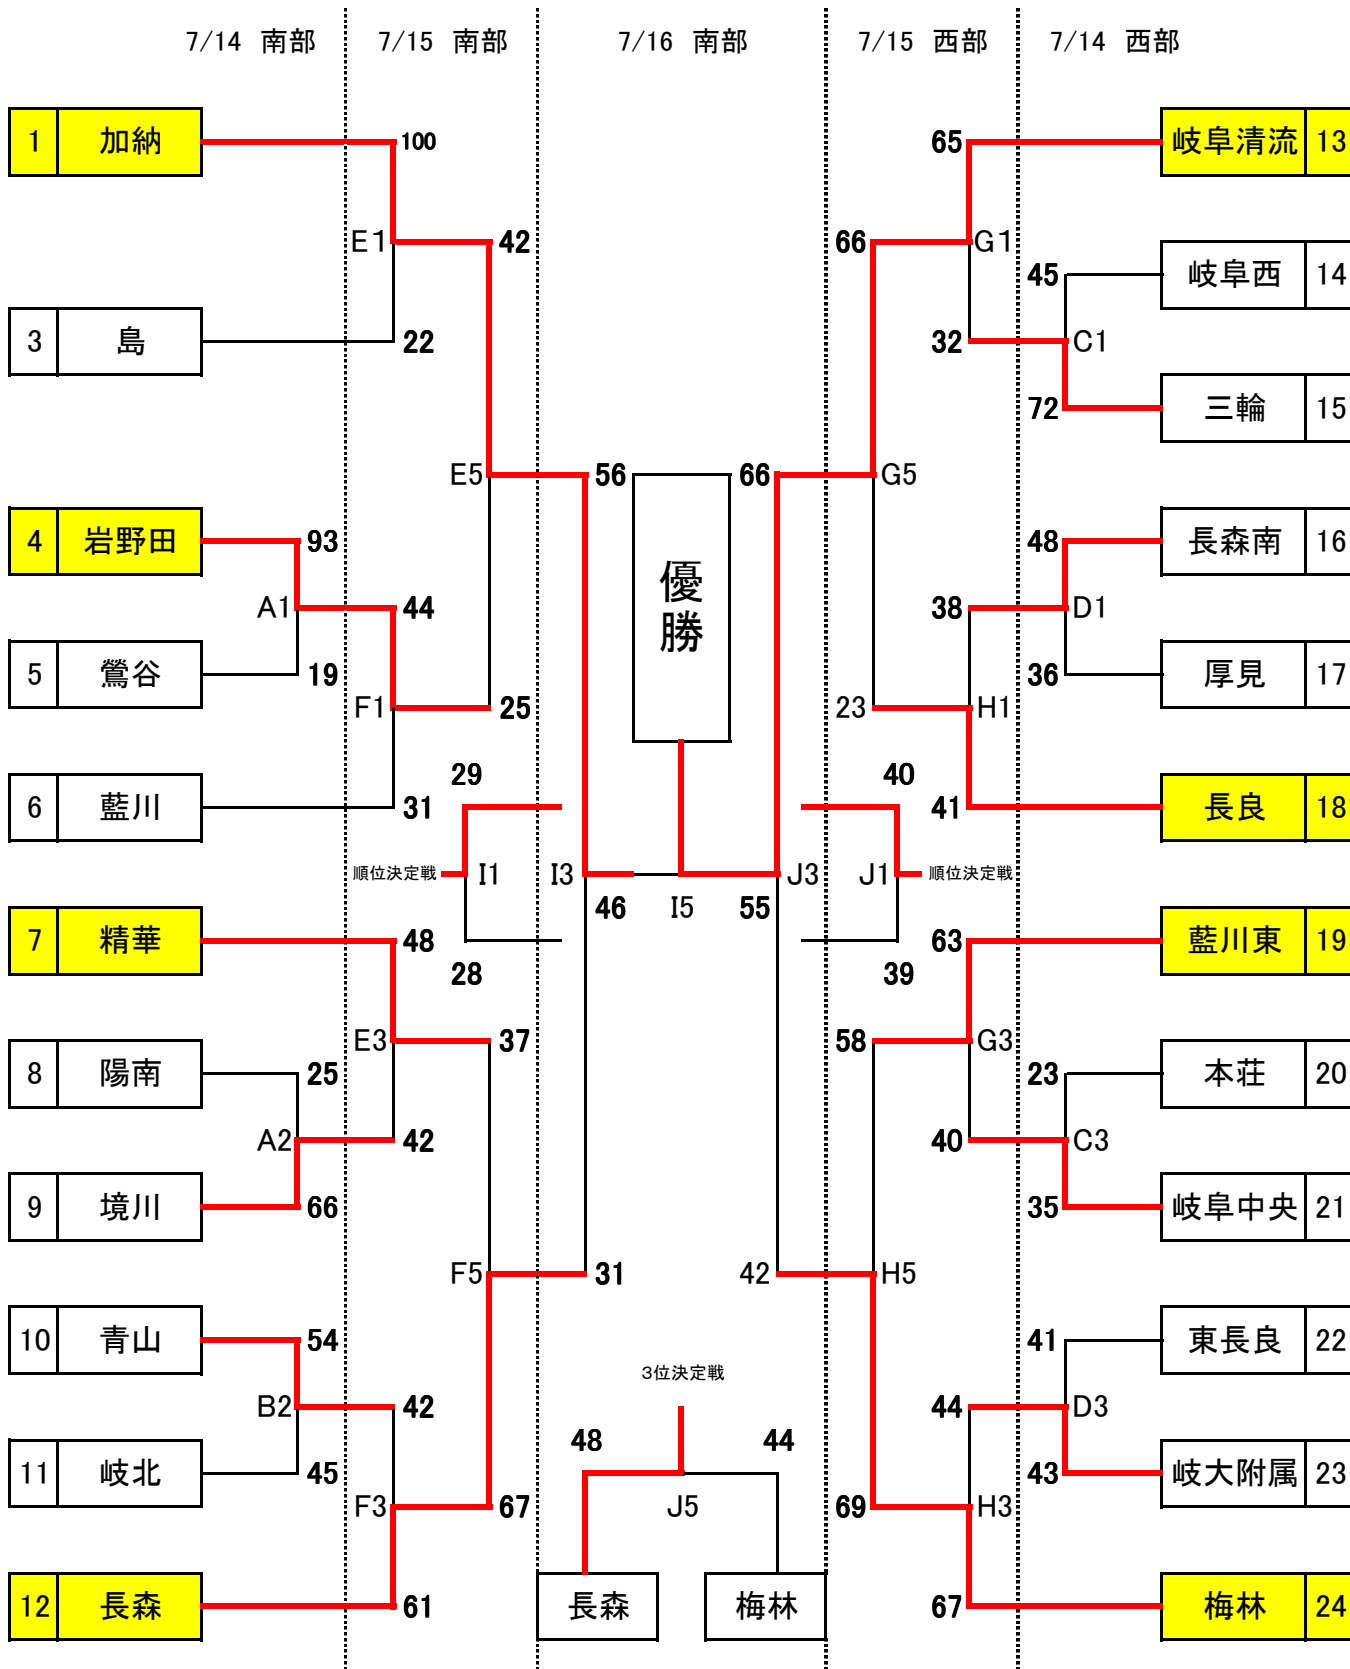 7/14 南部 7/15 南部 7/16 南部 7/15 西部 7/14 西部
1 加納 100 65 岐阜清流 13
E1 42 66 G1
45 岐阜西 14
3 島 22 32 C1
72 三輪 15
E5 56 66 G5
4 岩野田 93 48 長森南 16
優勝
A1 44 38 D1
5 鶯谷 19 36 厚見 17
F1 25 23 H1
29 40
6 藍川 31 41 長良 18
順位決定戦 I1 I3 J3 J1 順位決定戦
46 I5 55
7 精華 48 63 藍川東 19
28 39
E3 37 58 G3
8 陽南 25 23 本荘 20
A2 42 40 C3
9 境川 66 35 岐阜中央 21
F5 31 42 H5
10 青山 54 41 東長良 22
3位決定戦
B2 42 44 D3
48 44
11 岐北 45 43 岐大附属 23
F3 67 J5 69 H3
12 長森 61 長森 梅林 67 梅林 24